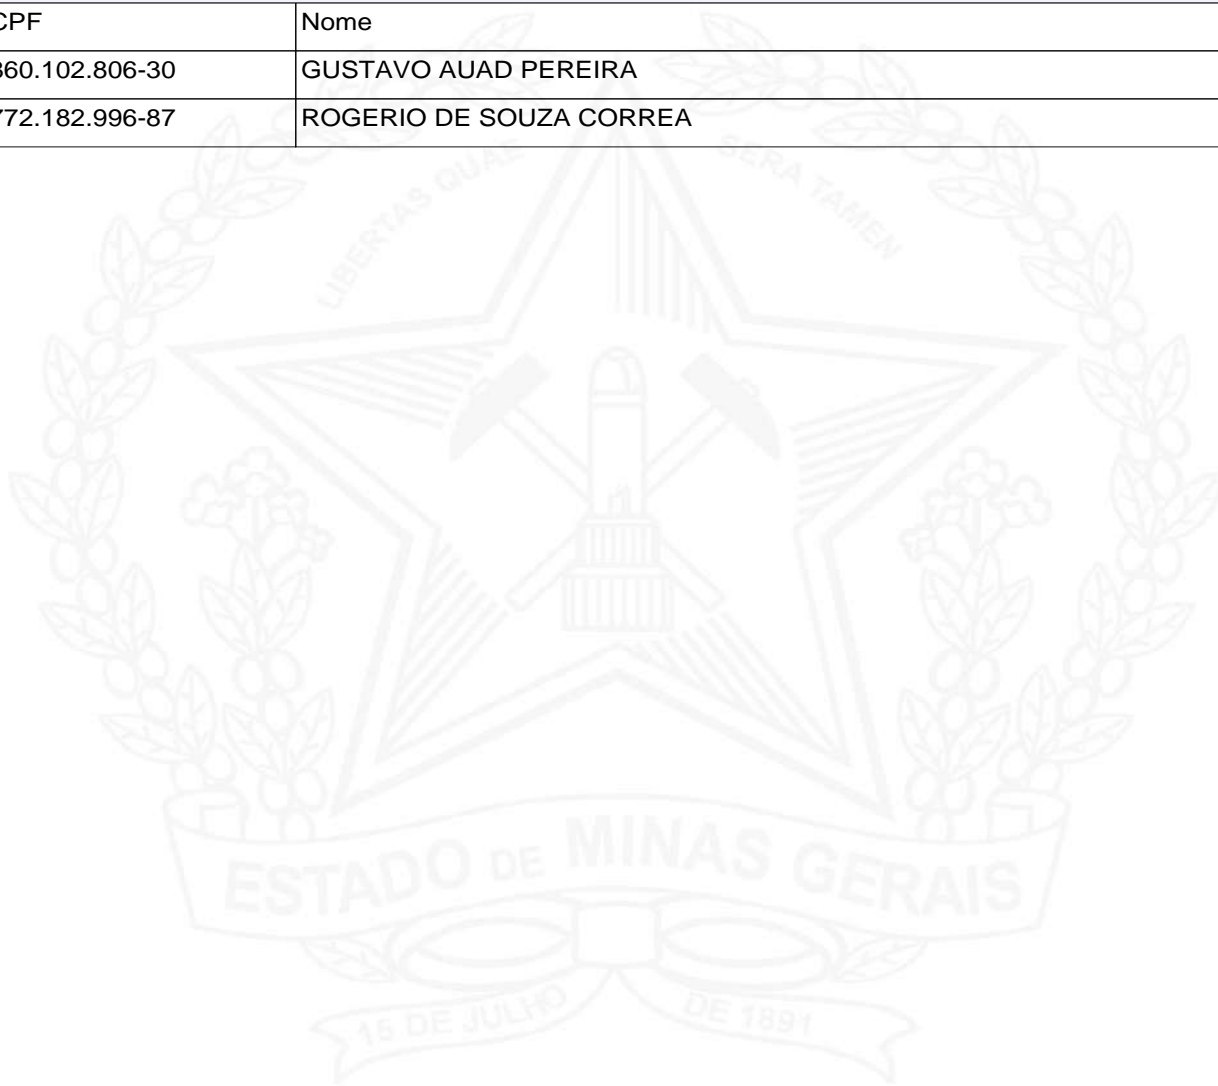 CPF Nome
860.102.806-30 GUSTAVO AUAD PEREIRA
772.182.996-87 ROGERIO DE SOUZA CORREA
LIBERTAS QUAE SERA TAMEN
ESTADO DE MINAS GERAIS
15 DE JULHO DE 1891